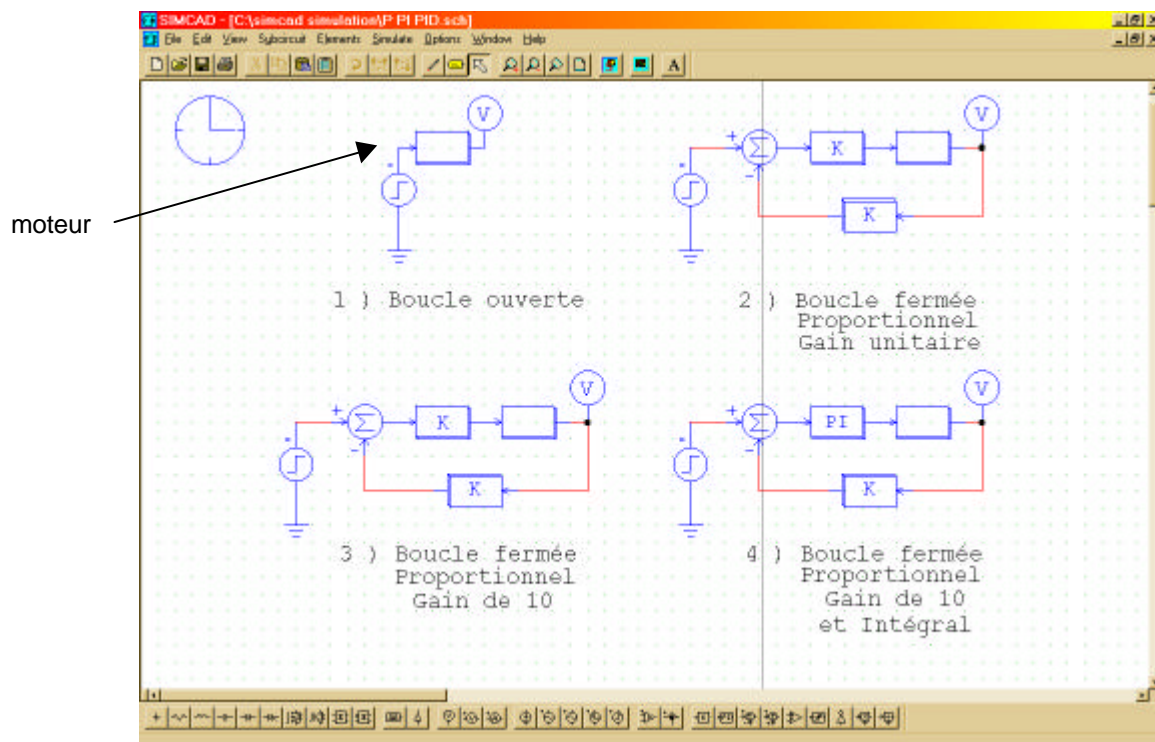 SIMCAD - [C:\simcad simulation\P PI PID.sch]
File Edit View Subcircuit Elements Simulate Options Window Help
A
V
V
Σ
K
K
moteur
1 ) Boucle ouverte
2 ) Boucle fermée
Proportionnel
Gain unitaire
V
V
Σ
K
K
Σ
PI
K
3 ) Boucle fermée
Proportionnel
Gain de 10
4 ) Boucle fermée
Proportionnel
Gain de 10
et Intégral